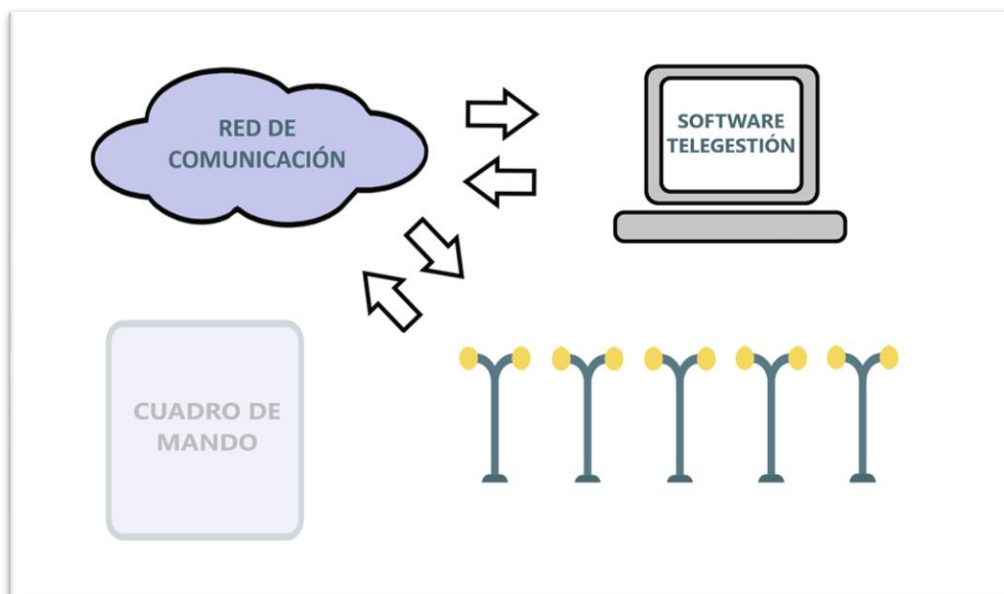 RED DE
COMUNICACIÓN
SOFTWARE
TELEGESTIÓN
CUADRO DE
MANDO